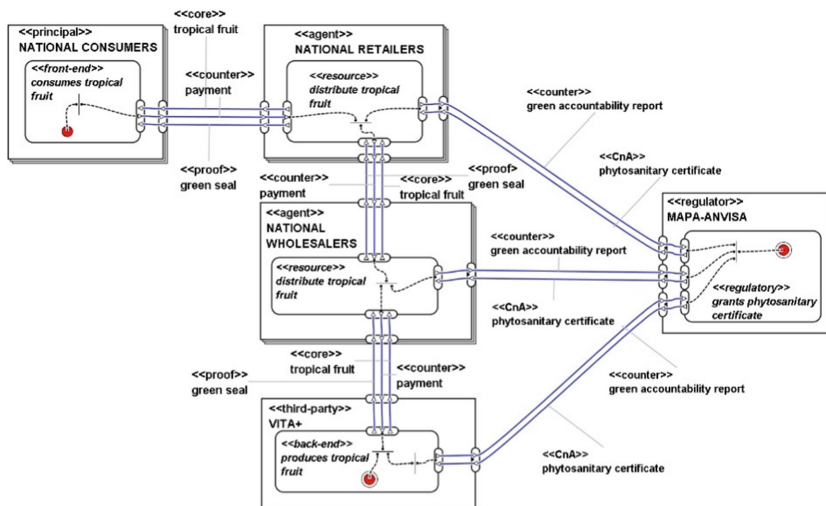 <<core>>
tropical fruit
<<principal>>
NATIONAL CONSUMERS
<<front-end>>
consumes tropical
fruit
<<counter>>
payment
<<proof>>
green seal
<<agent>>
NATIONAL RETAILERS
<<resource>>
distribute tropical
fruit
<<counter>>
green accountability report
<<CnA>>
phytosanitary certificate
<<counter>>
payment
<<proof>
green seal
<<core>>
tropical fruit
<<agent>>
NATIONAL
WHOLESALERS
<<resource>>
distribute tropical
fruit
<<counter>>
green accountability report
<<CnA>>
phytosanitary certificate
<<regulator>>
MAPA-ANVISA
<<regulatory>>
grants phytosanitary
certificate
<<core>>
tropical fruit
<<proof>>
green seal
<<counter>>
payment
<<counter>>
green accountability report
<<third-party>>
VITA+
<<back-end>>
produces tropical
fruit
<<CnA>>
phytosanitary certificate